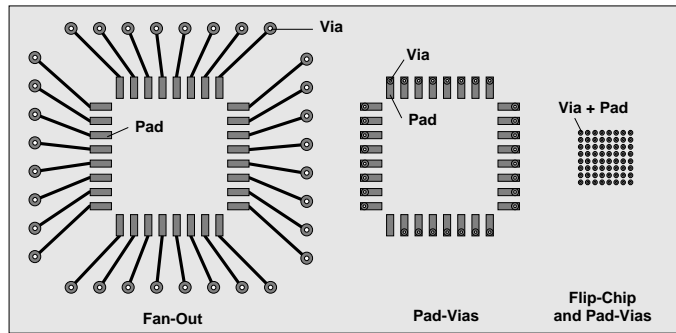 Via
Pad
Fan-Out
Via
Pad
Pad-Vias
Via + Pad
Flip-Chip
and Pad-Vias